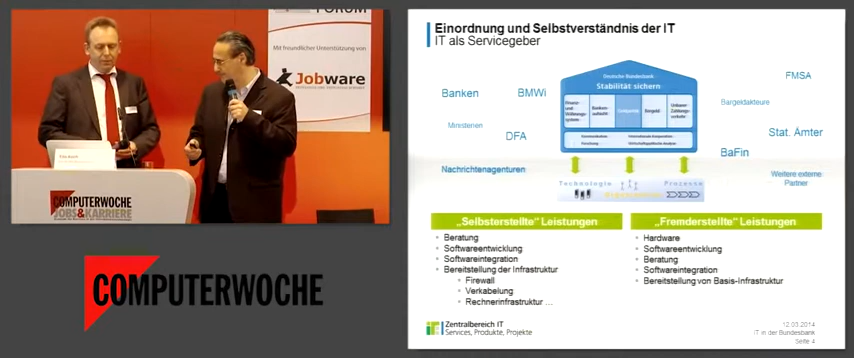 FORUM
Mit freundlicher Unterstützung von
Jobware
COMPUTERWOCHE
JOBS&KARRIERE
COMPUTERWOCHE
Einordnung und Selbstverständnis der IT
IT als Servicegeber
Banken
BMWi
Ministerien
DFA
Nachrichtenagenturen
Deutsche Bundesbank
Stabilität sichern
FMSA
Bargeldakteure
Stat. Ämter
BaFin
Weitere externe
Partner
Technologie
Prozesse
„Selbsterstellte“ Leistungen
Beratung
Softwareentwicklung
Softwareintegration
Bereitstellung der Infrastruktur
Firewall
Verkabelung
Rechnerinfrastruktur ...
„Fremderstellte“ Leistungen
Hardware
Softwareentwicklung
Beratung
Softwareintegration
Bereitstellung von Basis-Infrastruktur
Zentralbereich IT
Services, Produkte, Projekte
12.03.2014
IT in der Bundesbank
Seite 4